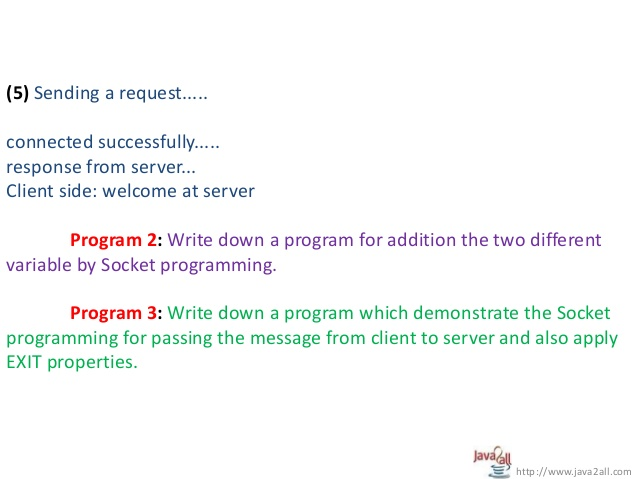 (5) Sending a request.....
connected successfully.....
response from server...
Client side: welcome at server
Program 2: Write down a program for addition the two different
variable by Socket programming.
Program 3: Write down a program which demonstrate the Socket
programming for passing the message from client to server and also apply
EXIT properties.
Java2all
http://www.java2all.com